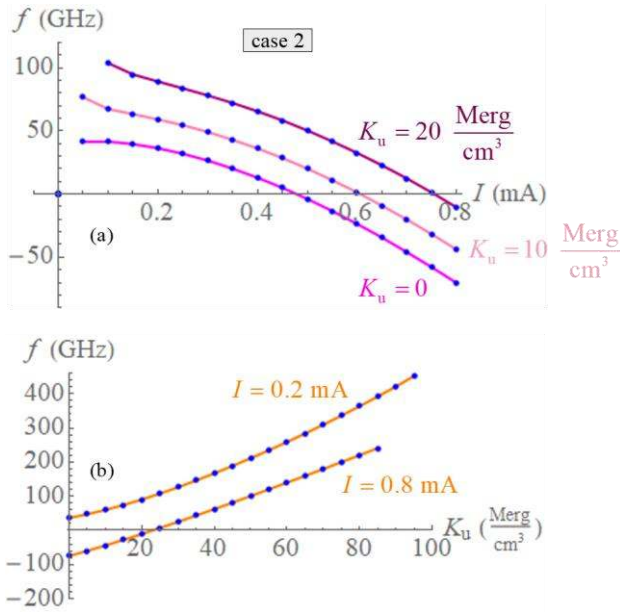 f (GHz)
case 2
100
50
−50
0.2 0.4 0.6 0.8
I (mA)
K_u = 20 Merg/cm³
K_u = 10 Merg/cm³
K_u = 0
(a)
f (GHz)
400
300
200
100
−100
−200
I = 0.2 mA
(b)
I = 0.8 mA
20 40 60 80 100
K_u (Merg/cm³)